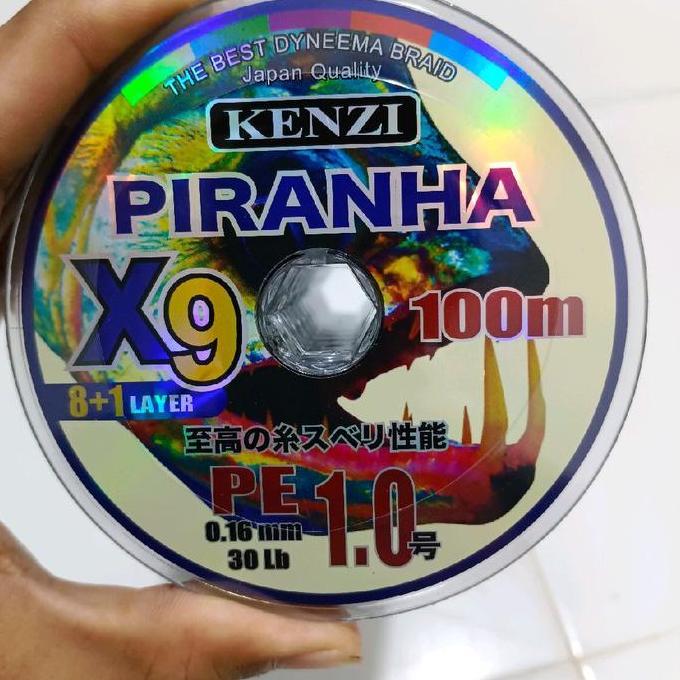 THE BEST DYNEEMA BRAID
Japan Quality
KENZI
PIRANHA
X9
100m
8+1 LAYER
至高の糸スベリ性能
PE 1.0号
0.16 mm
30 Lb